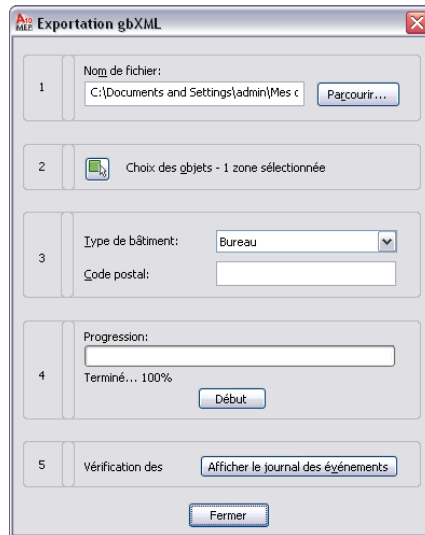 A10 MEP Exportation gbXML
1
Nom de fichier:
C:\Documents and Settings\admin\Mes c
Parcourir...
2
Choix des objets - 1 zone sélectionnée
3
Type de bâtiment:
Bureau
Code postal:
4
Progression:
Terminé... 100%
Début
5
Vérification des
Afficher le journal des événements
Fermer